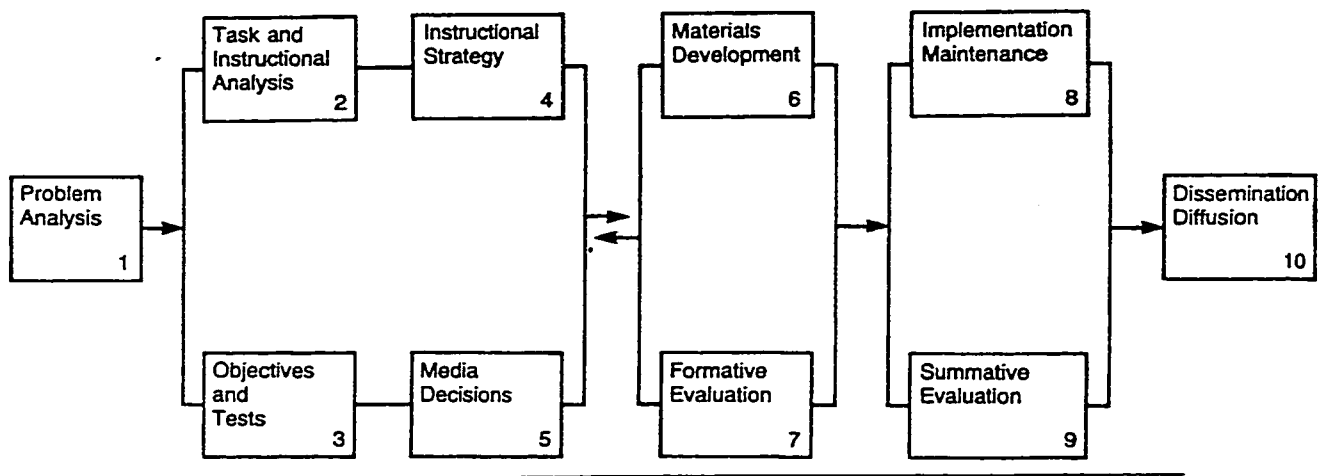 Problem
Analysis
1
Task and
Instructional
Analysis
2
Objectives
and
Tests
3
Instructional
Strategy
4
Media
Decisions
5
Materials
Development
6
Formative
Evaluation
7
Implementation
Maintenance
8
Summative
Evaluation
9
Dissemination
Diffusion
10